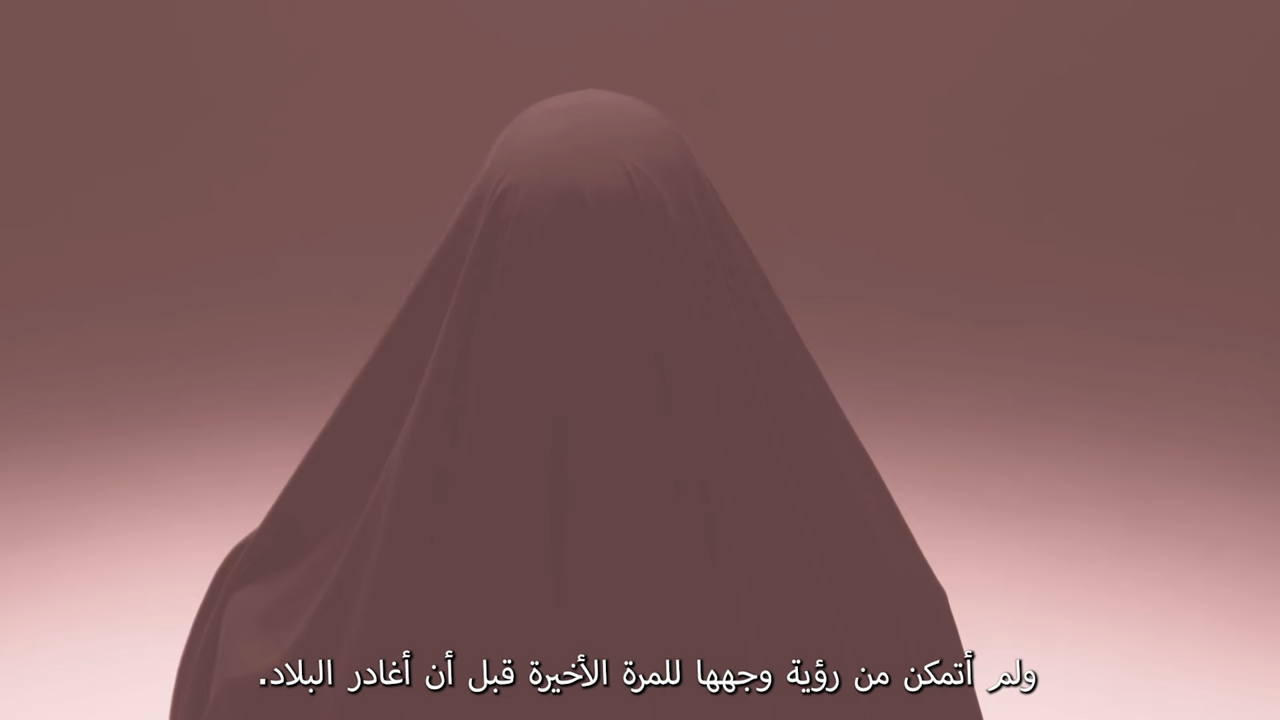 ولم أتمكن من رؤية وجهها للمرة الأخيرة قبل أن أغادر البلاد.